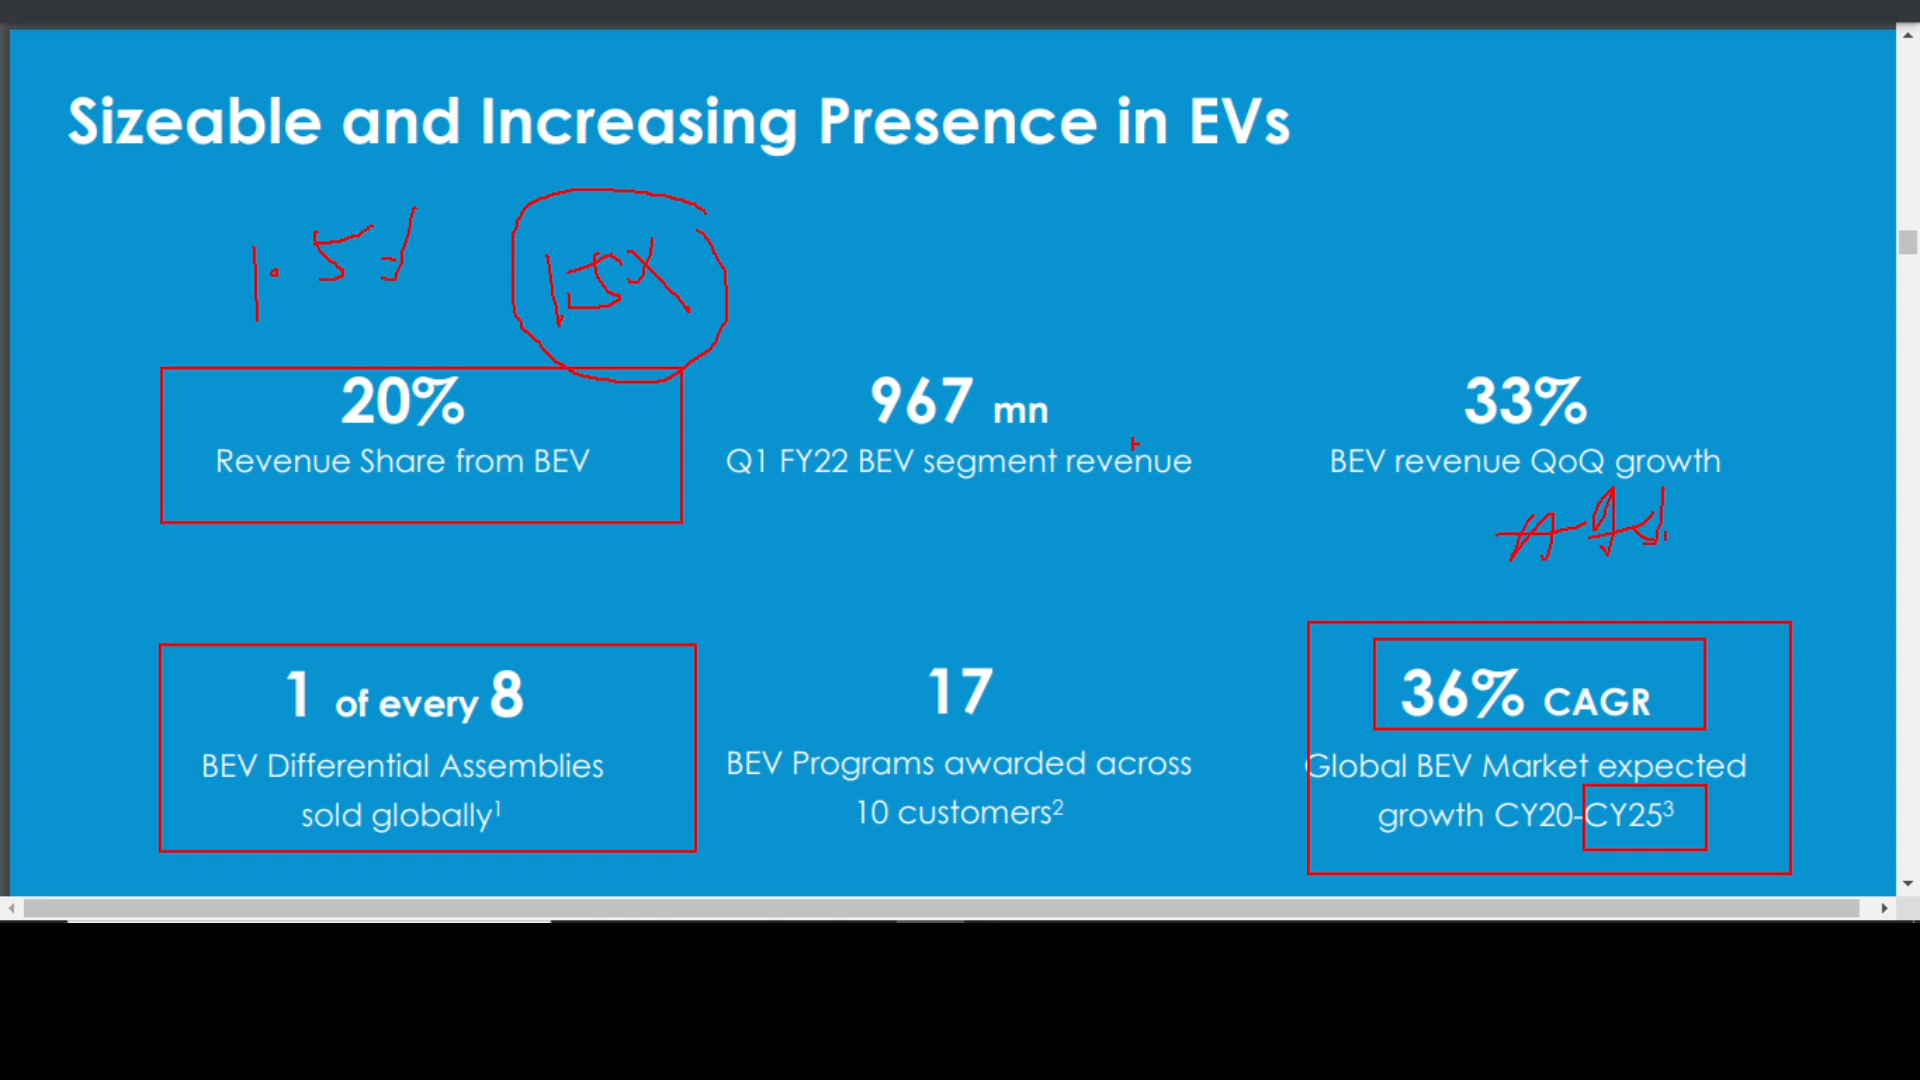 Sizeable and Increasing Presence in EVs
20%
Revenue Share from BEV
967 mn
Q1 FY22 BEV segment revenue
33%
BEV revenue QoQ growth
1 of every 8
BEV Differential Assemblies
sold globally1
17
BEV Programs awarded across
10 customers2
36% CAGR
Global BEV Market expected
growth CY20-CY253